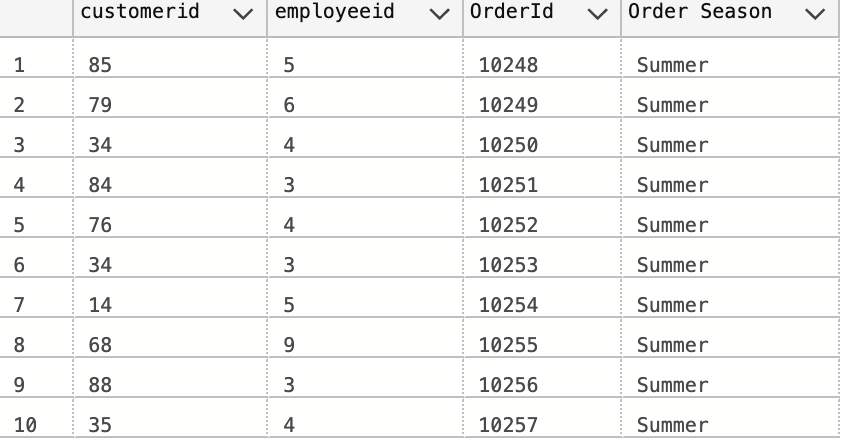 customerid employeeid OrderId Order Season
1 85 5 10248 Summer
2 79 6 10249 Summer
3 34 4 10250 Summer
4 84 3 10251 Summer
5 76 4 10252 Summer
6 34 3 10253 Summer
7 14 5 10254 Summer
8 68 9 10255 Summer
9 88 3 10256 Summer
10 35 4 10257 Summer